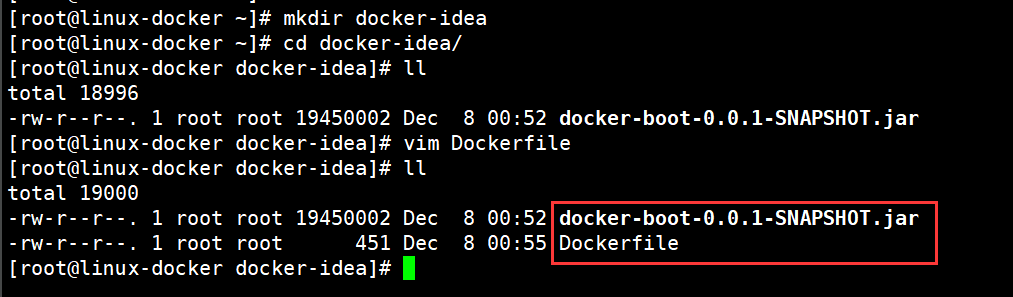 [root@linux-docker ~]# mkdir docker-idea
[root@linux-docker ~]# cd docker-idea/
[root@linux-docker docker-idea]# ll
total 18996
-rw-r--r--. 1 root root 19450002 Dec  8 00:52 docker-boot-0.0.1-SNAPSHOT.jar
[root@linux-docker docker-idea]# vim Dockerfile
[root@linux-docker docker-idea]# ll
total 19000
-rw-r--r--. 1 root root 19450002 Dec  8 00:52 docker-boot-0.0.1-SNAPSHOT.jar
-rw-r--r--. 1 root root      451 Dec  8 00:55 Dockerfile
[root@linux-docker docker-idea]#